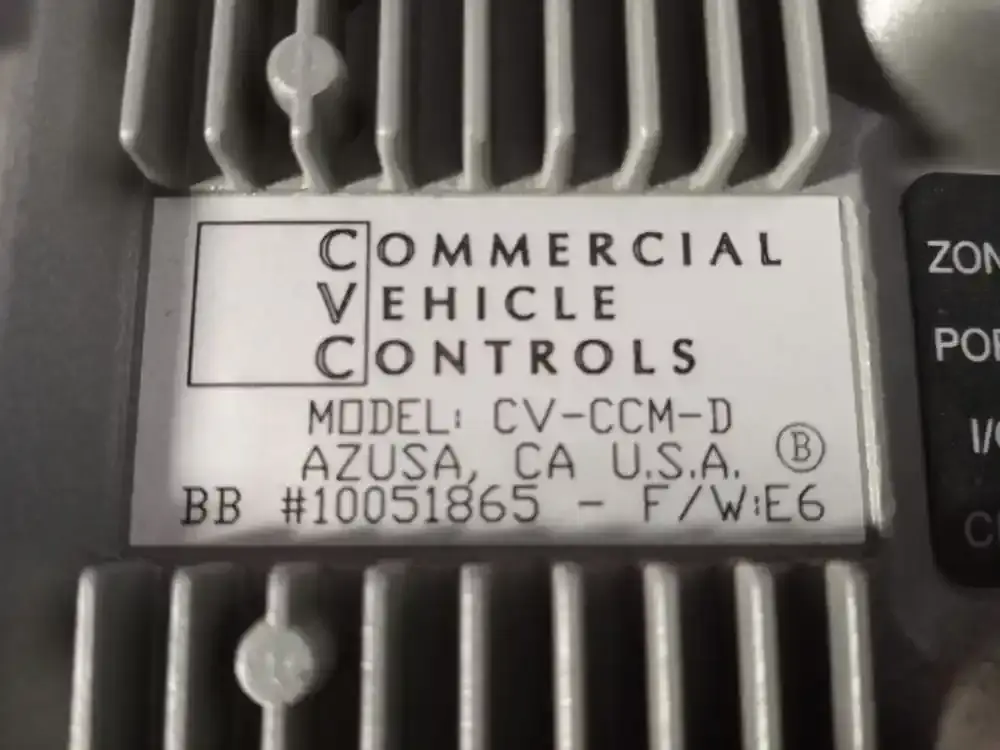 COMMERCIAL
VEHICLE
CONTROLS
MODEL: CV-CCM-D
AZUSA, CA U.S.A. Ⓑ
BB #10051865 - F/W:E6